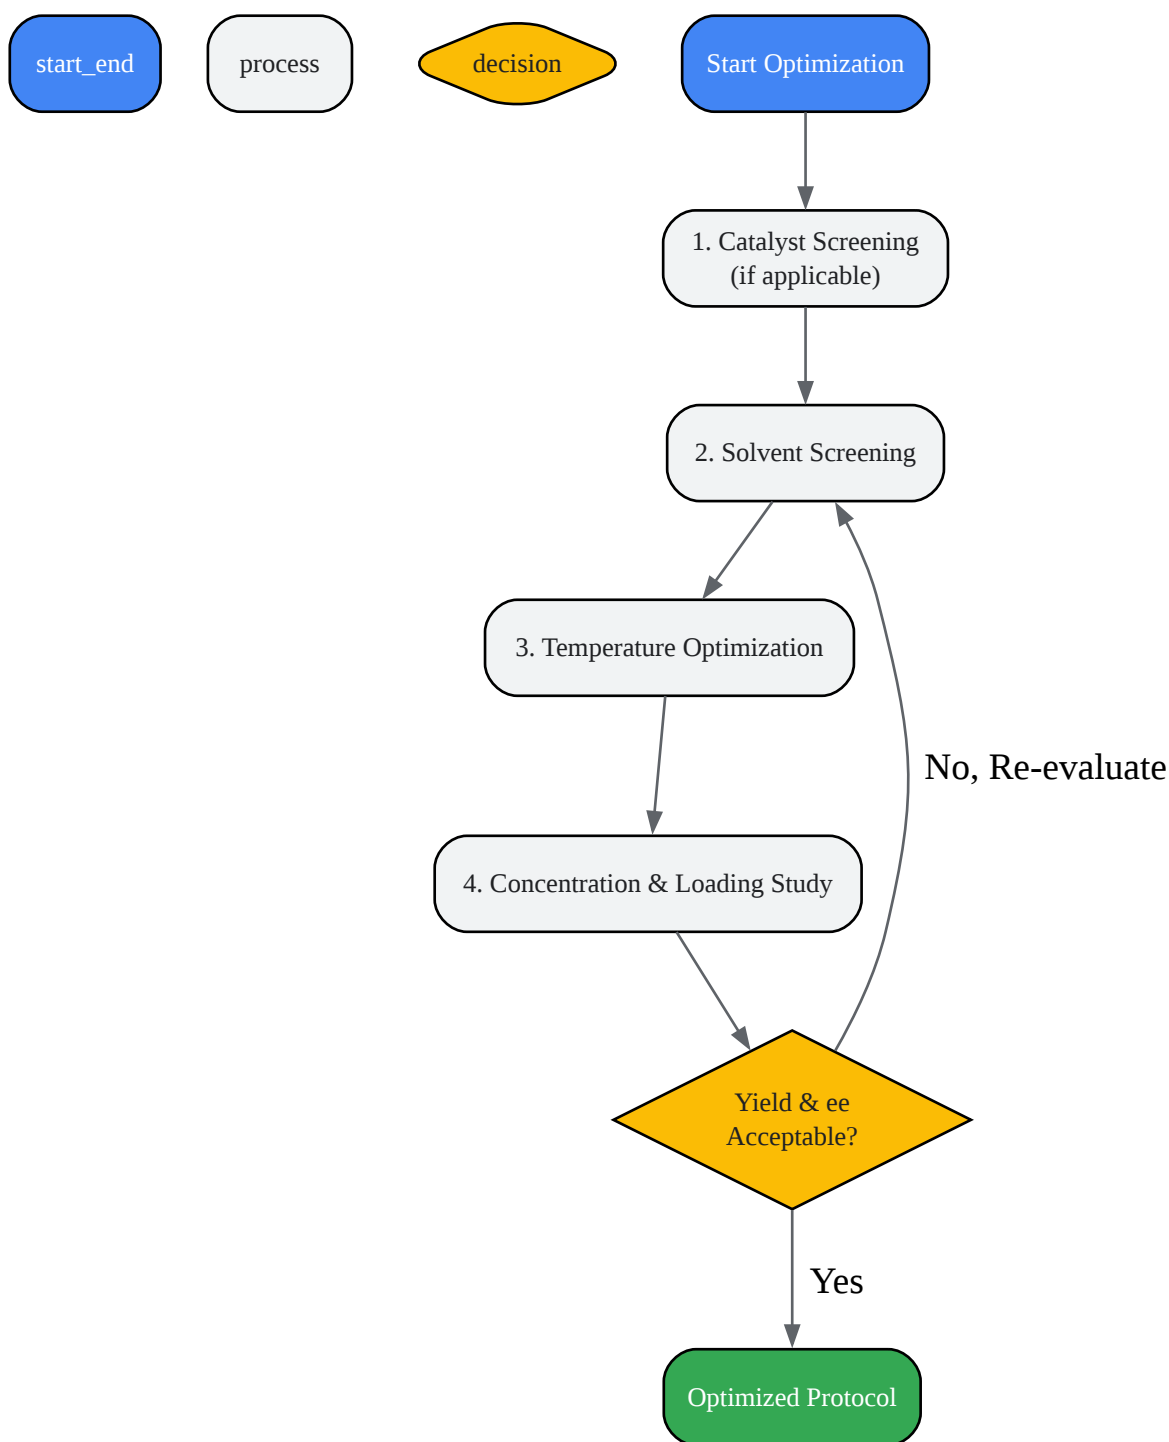 start_end
process
decision
Start Optimization
1. Catalyst Screening
(if applicable)
2. Solvent Screening
3. Temperature Optimization
No, Re-evaluate
4. Concentration & Loading Study
Yield & ee
Acceptable?
Yes
Optimized Protocol